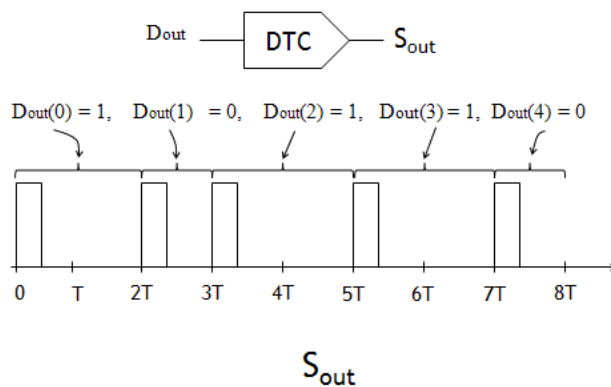 Dout DTC Sout
Dout(0) = 1, Dout(1) = 0, Dout(2) = 1, Dout(3) = 1, Dout(4) = 0
0 T 2T 3T 4T 5T 6T 7T 8T
Sout